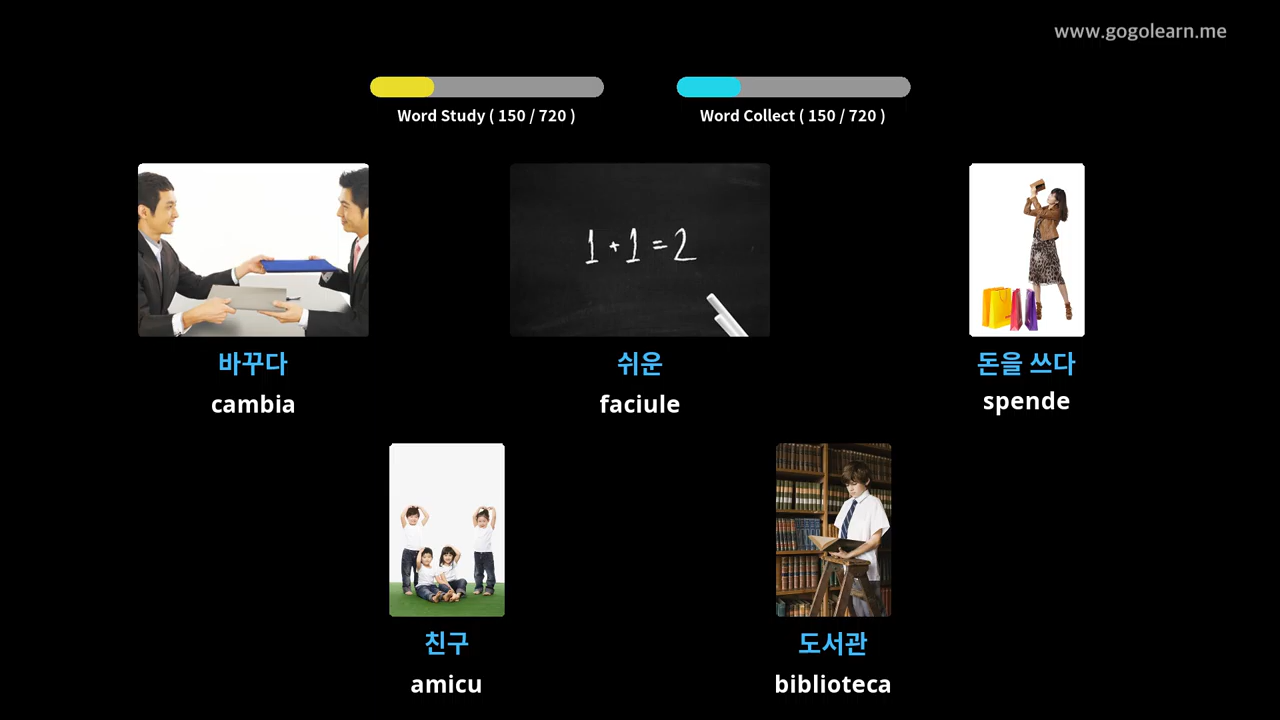 www.gogolearn.me
Word Study ( 150 / 720 )
Word Collect ( 150 / 720 )
1 + 1 = 2
바꾸다
cambia
쉬운
faciule
돈을 쓰다
spende
친구
amicu
도서관
biblioteca